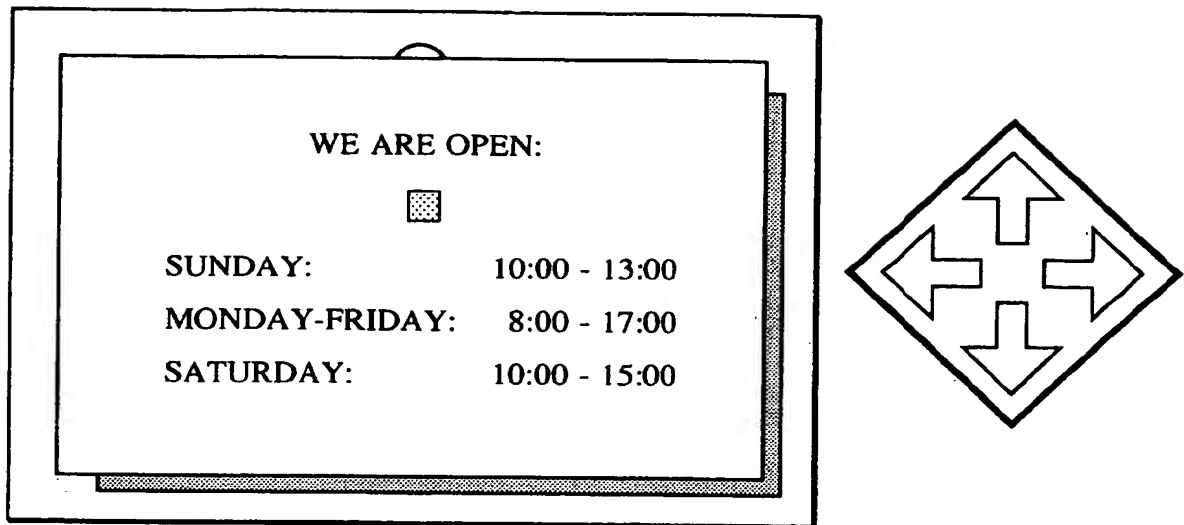 WE ARE OPEN:
SUNDAY: 10:00 - 13:00
MONDAY-FRIDAY: 8:00 - 17:00
SATURDAY: 10:00 - 15:00